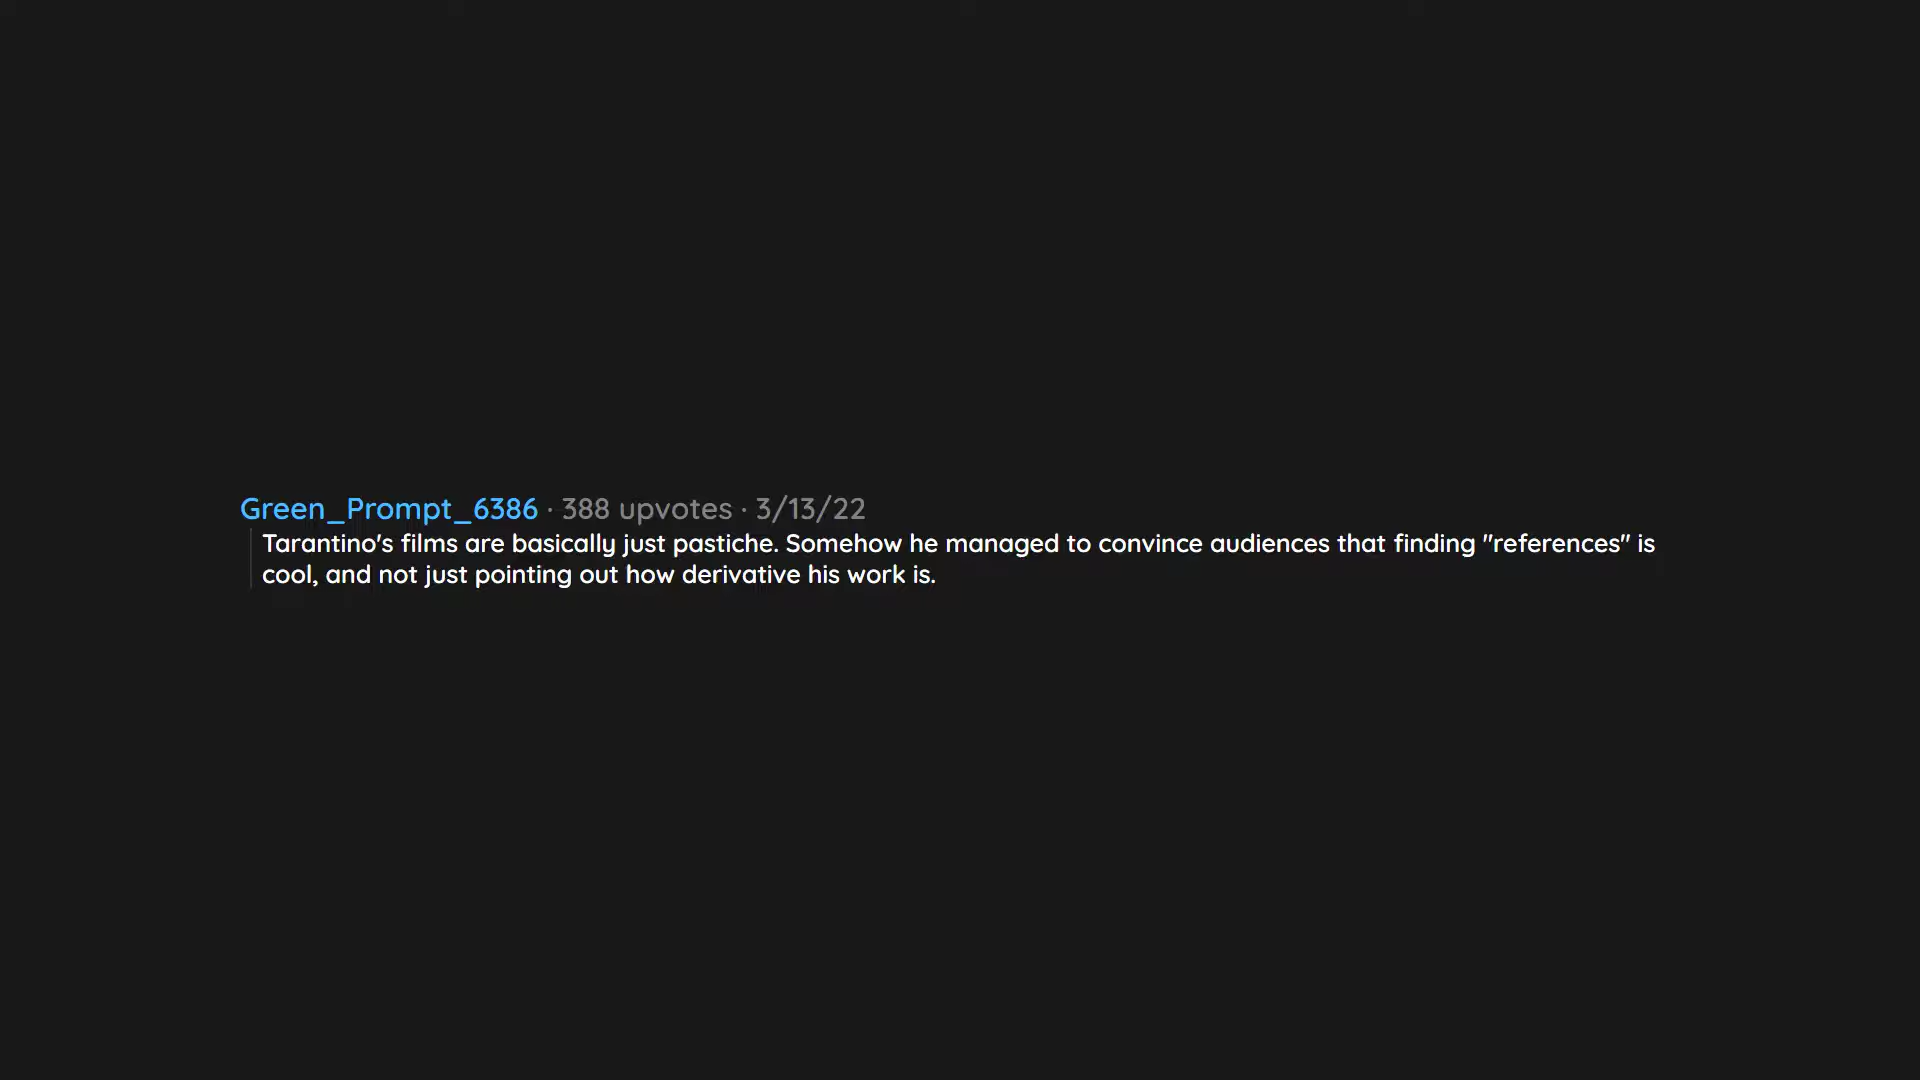 Green_Prompt_6386 · 388 upvotes · 3/13/22
Tarantino's films are basically just pastiche. Somehow he managed to convince audiences that finding "references" is
cool, and not just pointing out how derivative his work is.